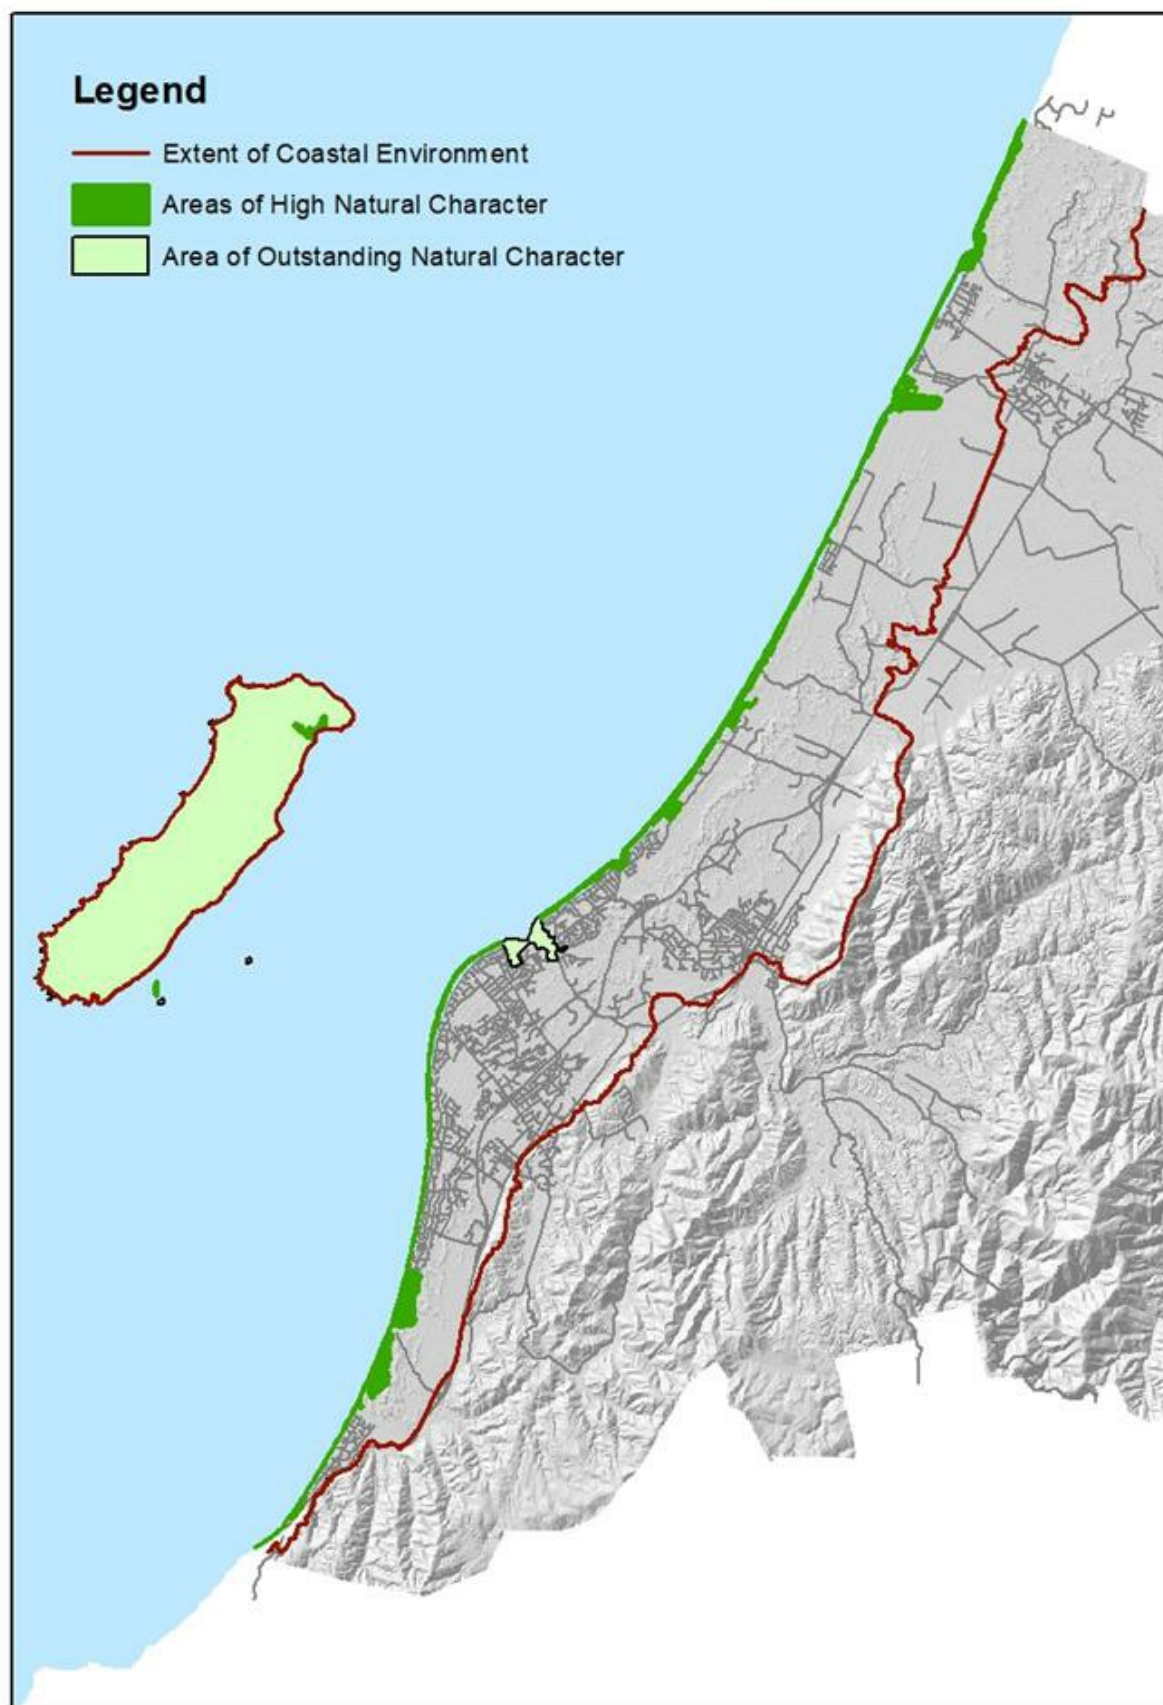 Legend
Extent of Coastal Environment
Areas of High Natural Character
Area of Outstanding Natural Character